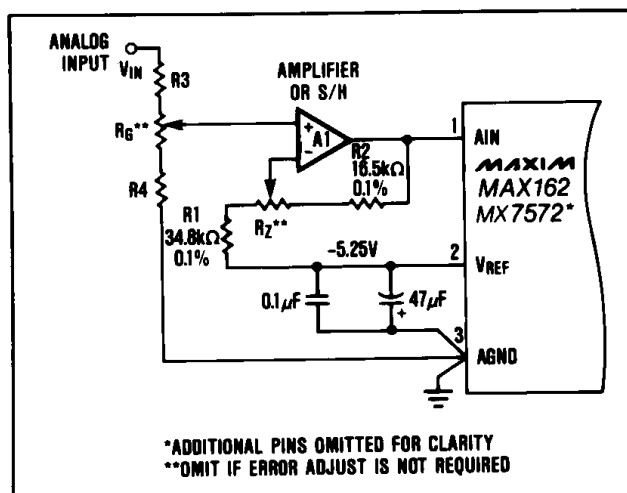 ANALOG
INPUT
VIN
R3
RG**
R4
AMPLIFIER
OR S/H
+
A1
−
R2
16.5kΩ
0.1%
R1
34.8kΩ
0.1%
RZ**
-5.25V
0.1μF
47μF
+
1
AIN
MAXIM
MAX162
MX7572*
2
VREF
3
AGND
*ADDITIONAL PINS OMITTED FOR CLARITY
**OMIT IF ERROR ADJUST IS NOT REQUIRED